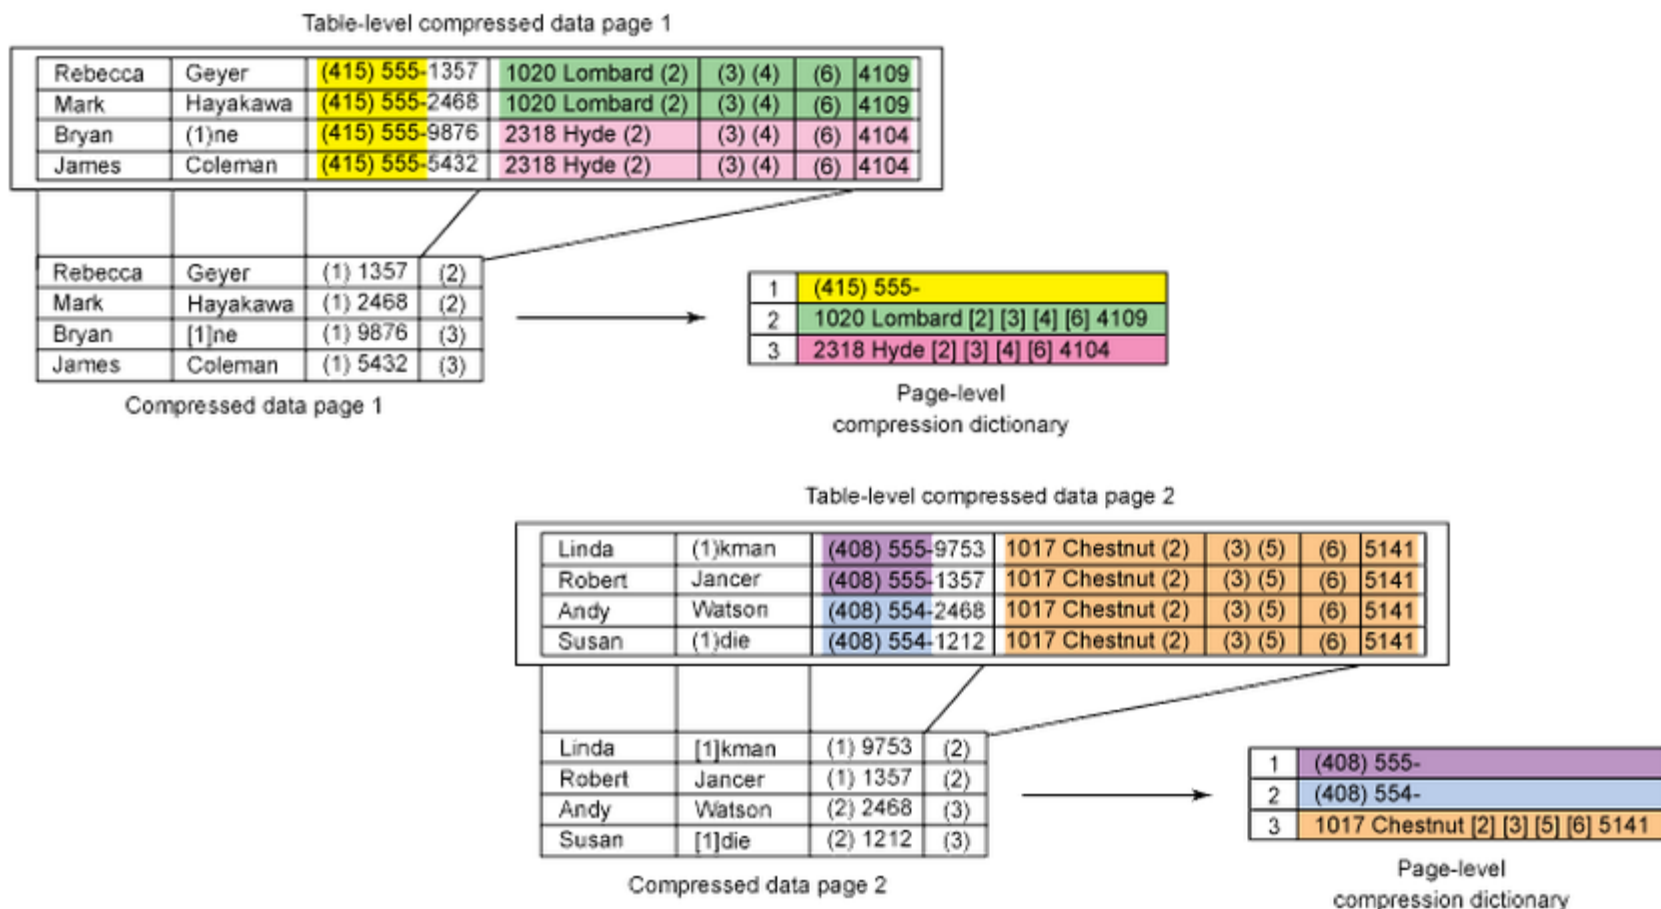 Table-level compressed data page 1
Rebecca Geyer (415) 555-1357 1020 Lombard (2) (3) (4) (6) 4109
Mark Hayakawa (415) 555-2468 1020 Lombard (2) (3) (4) (6) 4109
Bryan (1)ne (415) 555-9876 2318 Hyde (2) (3) (4) (6) 4104
James Coleman (415) 555-5432 2318 Hyde (2) (3) (4) (6) 4104
Rebecca Geyer (1) 1357 (2)
Mark Hayakawa (1) 2468 (2)
Bryan [1]ne (1) 9876 (3)
James Coleman (1) 5432 (3)
Compressed data page 1
1 (415) 555-
2 1020 Lombard [2] [3] [4] [6] 4109
3 2318 Hyde [2] [3] [4] [6] 4104
Page-level
compression dictionary
Table-level compressed data page 2
Linda (1)kman (408) 555-9753 1017 Chestnut (2) (3) (5) (6) 5141
Robert Jancer (408) 555-1357 1017 Chestnut (2) (3) (5) (6) 5141
Andy Watson (408) 554-2468 1017 Chestnut (2) (3) (5) (6) 5141
Susan (1)die (408) 554-1212 1017 Chestnut (2) (3) (5) (6) 5141
Linda [1]kman (1) 9753 (2)
Robert Jancer (1) 1357 (2)
Andy Watson (2) 2468 (3)
Susan [1]die (2) 1212 (3)
Compressed data page 2
1 (408) 555-
2 (408) 554-
3 1017 Chestnut [2] [3] [5] [6] 5141
Page-level
compression dictionary